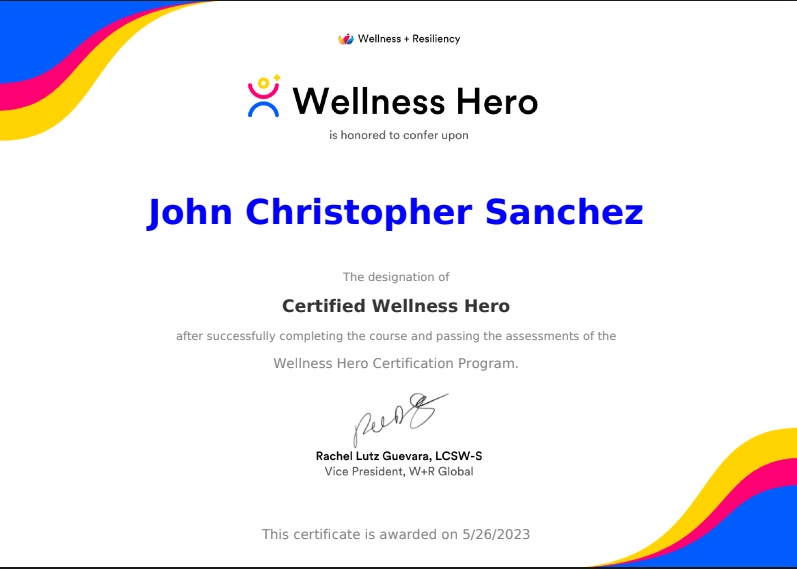 Wellness + Resiliency
Wellness Hero
is honored to confer upon
John Christopher Sanchez
The designation of
Certified Wellness Hero
after successfully completing the course and passing the assessments of the
Wellness Hero Certification Program.
Rachel Lutz Guevara, LCSW-S
Vice President, W+R Global
This certificate is awarded on 5/26/2023